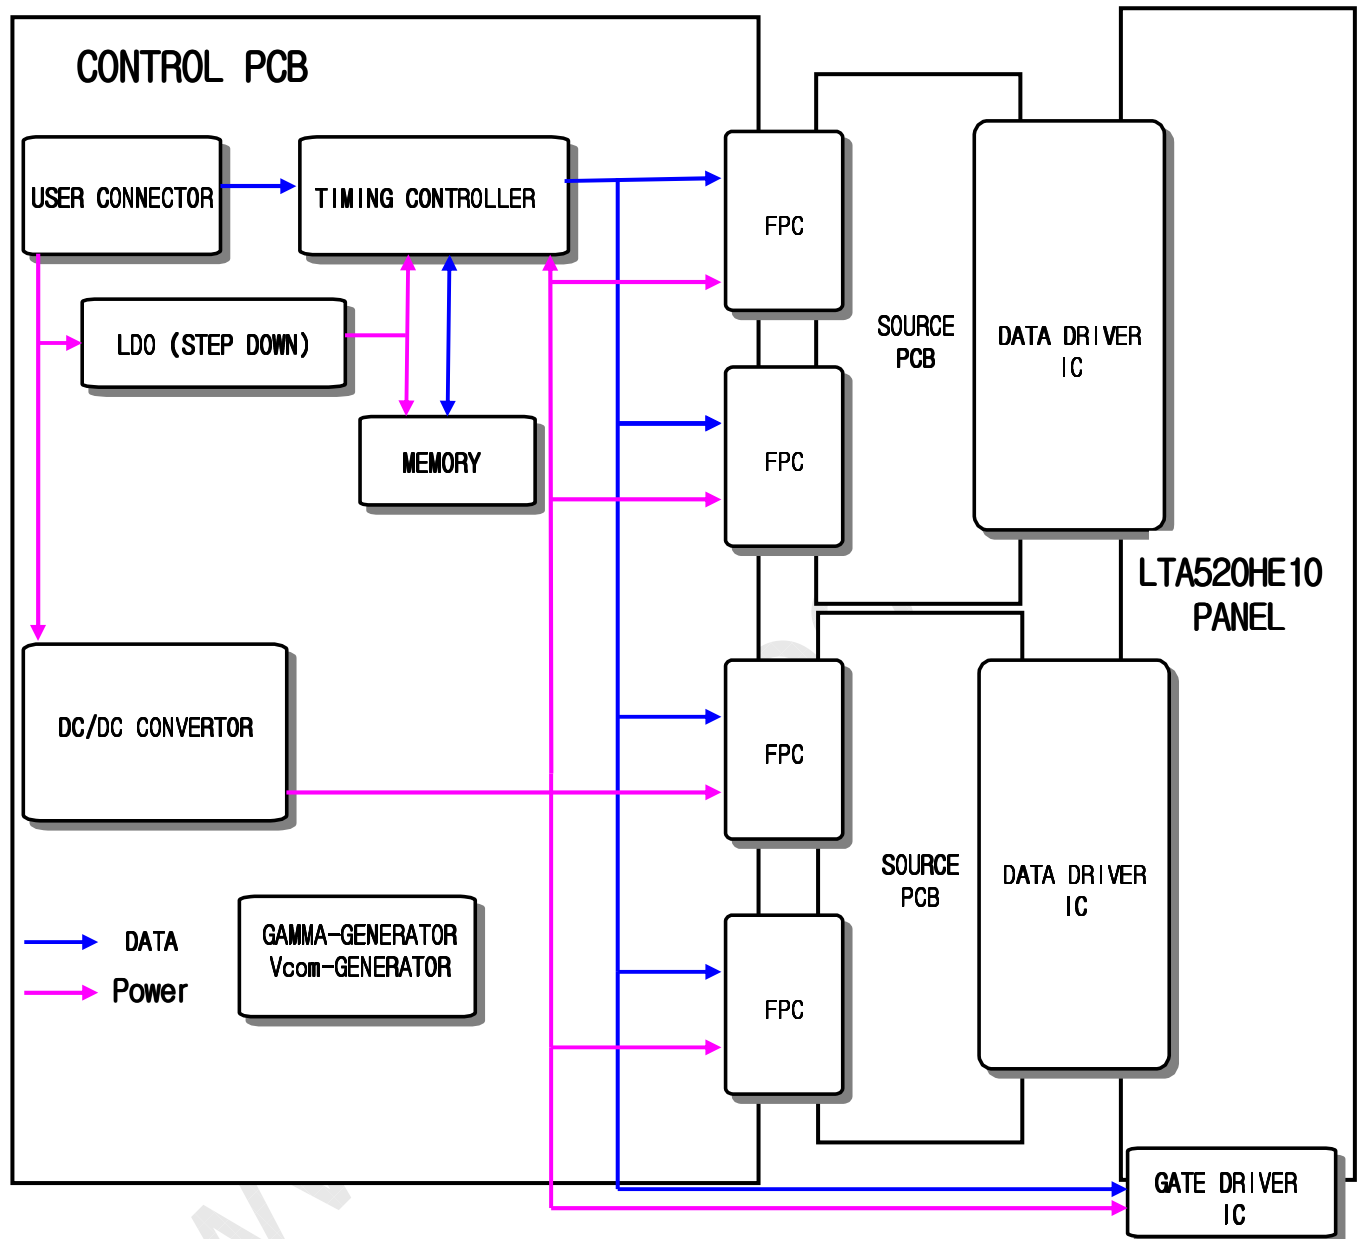 CONTROL PCB
USER CONNECTOR
TIMING CONTROLLER
FPC
LDO (STEP DOWN)
SOURCE
PCB
DATA DRIVER
IC
MEMORY
FPC
LTA520HE10
PANEL
DC/DC CONVERTOR
FPC
SOURCE
PCB
DATA DRIVER
IC
DATA
Power
GAMMA-GENERATOR
Vcom-GENERATOR
FPC
GATE DRIVER
IC